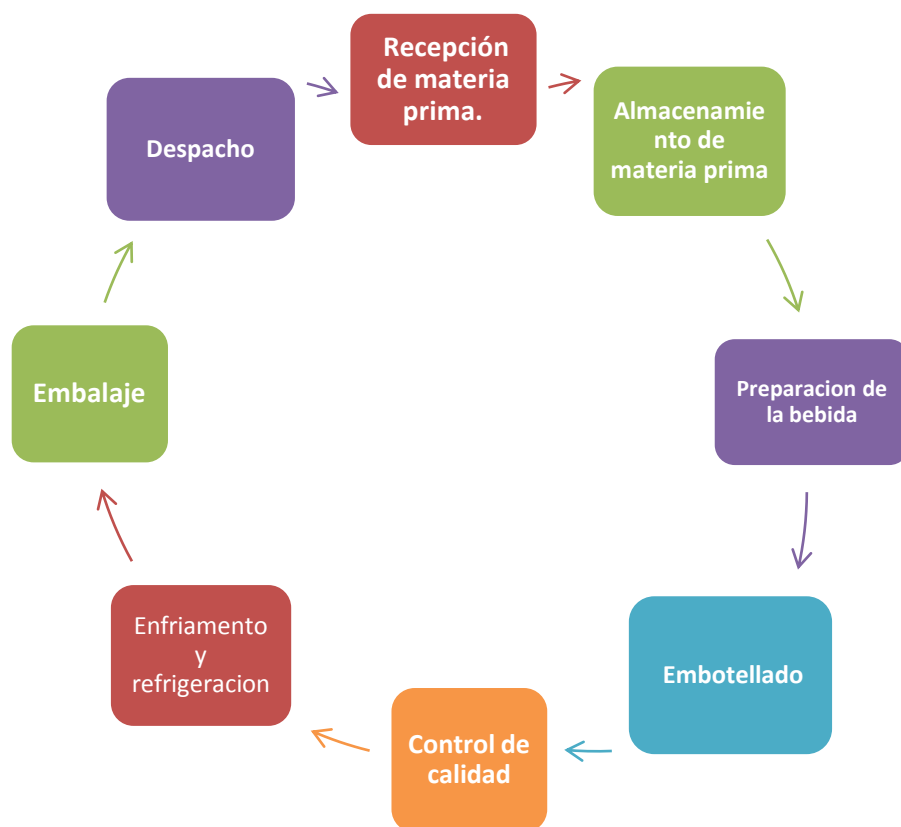 Recepción
de materia
prima.
Almacenamie
nto de
materia prima
Preparacion de
la bebida
Embotellado
Control de
calidad
Enfriamento
y
refrigeracion
Embalaje
Despacho